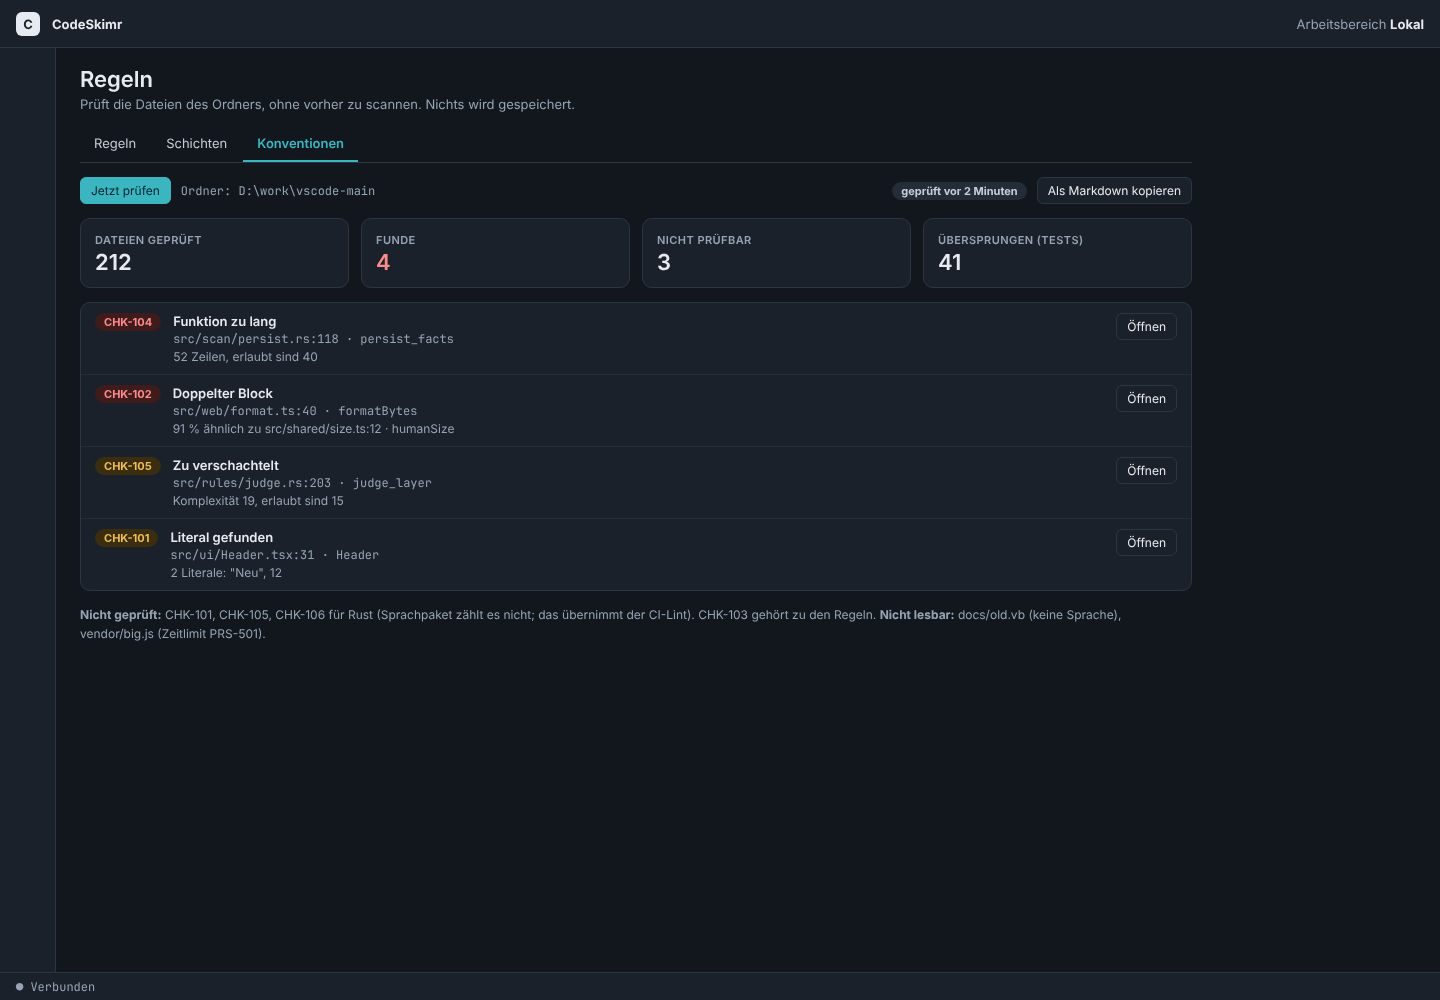 C CodeSkimr
Arbeitsbereich Lokal
Regeln
Prüft die Dateien des Ordners, ohne vorher zu scannen. Nichts wird gespeichert.
Regeln Schichten Konventionen
Jetzt prüfen Ordner: D:\work\vscode-main geprüft vor 2 Minuten Als Markdown kopieren
DATEIEN GEPRÜFT
212
FUNDE
4
NICHT PRÜFBAR
3
ÜBERSPRUNGEN (TESTS)
41
CHK-104 Funktion zu lang Öffnen
src/scan/persist.rs:118 · persist_facts
52 Zeilen, erlaubt sind 40
CHK-102 Doppelter Block Öffnen
src/web/format.ts:40 · formatBytes
91 % ähnlich zu src/shared/size.ts:12 · humanSize
CHK-105 Zu verschachtelt Öffnen
src/rules/judge.rs:203 · judge_layer
Komplexität 19, erlaubt sind 15
CHK-101 Literal gefunden Öffnen
src/ui/Header.tsx:31 · Header
2 Literale: "Neu", 12
Nicht geprüft: CHK-101, CHK-105, CHK-106 für Rust (Sprachpaket zählt es nicht; das übernimmt der CI-Lint). CHK-103 gehört zu den Regeln. Nicht lesbar: docs/old.vb (keine Sprache),
vendor/big.js (Zeitlimit PRS-501).
Verbunden